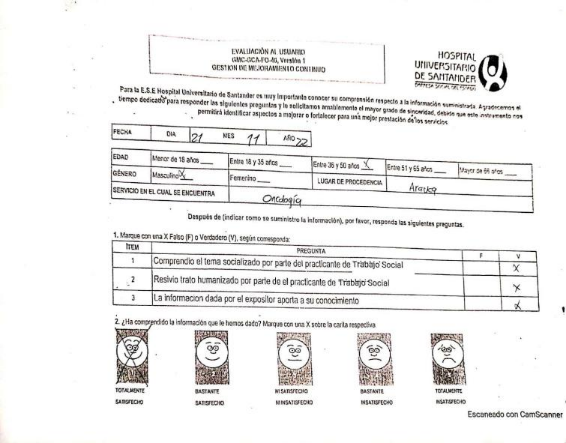 EVALUACIÓN AL USUARIO
GMC-GCA-FO-46, Versión 1
GESTION DE MEJORAMIENTO CONTINUO
HOSPITAL
UNIVERSITARIO
DE SANTANDER
EMPRESA SOCIAL DEL ESTADO
Para la E.S.E Hospital Universitario de Santander es muy importante conocer su comprensión respecto a la información suministrada. Agradecemos el
tiempo dedicado para responder las siguientes preguntas y le solicitamos amablemente el mayor grado de sinceridad, debido que este instrumento nos
permitirá identificar aspectos a mejorar o fortalecer para una mejor prestación de los servicios
FECHA DIA 21 MES 11 AÑO 22
EDAD Menor de 18 años ___ Entre 18 y 35 años ___ Entre 36 y 50 años X Entre 51 y 65 años ___ Mayor de 66 años ___
GÉNERO Masculino X Femenino ___ LUGAR DE PROCEDENCIA Arauca
SERVICIO EN EL CUAL SE ENCUENTRA Oncología
Después de (indicar como se suministre la información), por favor, responda las siguientes preguntas.
1. Marque con una X Falso (F) o Verdadero (V), según corresponda:
ÍTEM PREGUNTA F V
1 Comprendio el tema socializado por parte del practicante de Trabajo Social X
2 Resivio trato humanizado por parte de el practicante de Trabajo Social X
3 La informacion dada por el expositor aporta a su conocimiento X
2. ¿Ha comprendido la información que le hemos dado? Marque con una X sobre la carita respectiva
TOTALMENTE BASTANTE NI SATISFECHO BASTANTE TOTALMENTE
SATISFECHO SATISFECHO NI INSATISFECHO INSATISFECHO INSATISFECHO
Escaneado con CamScanner